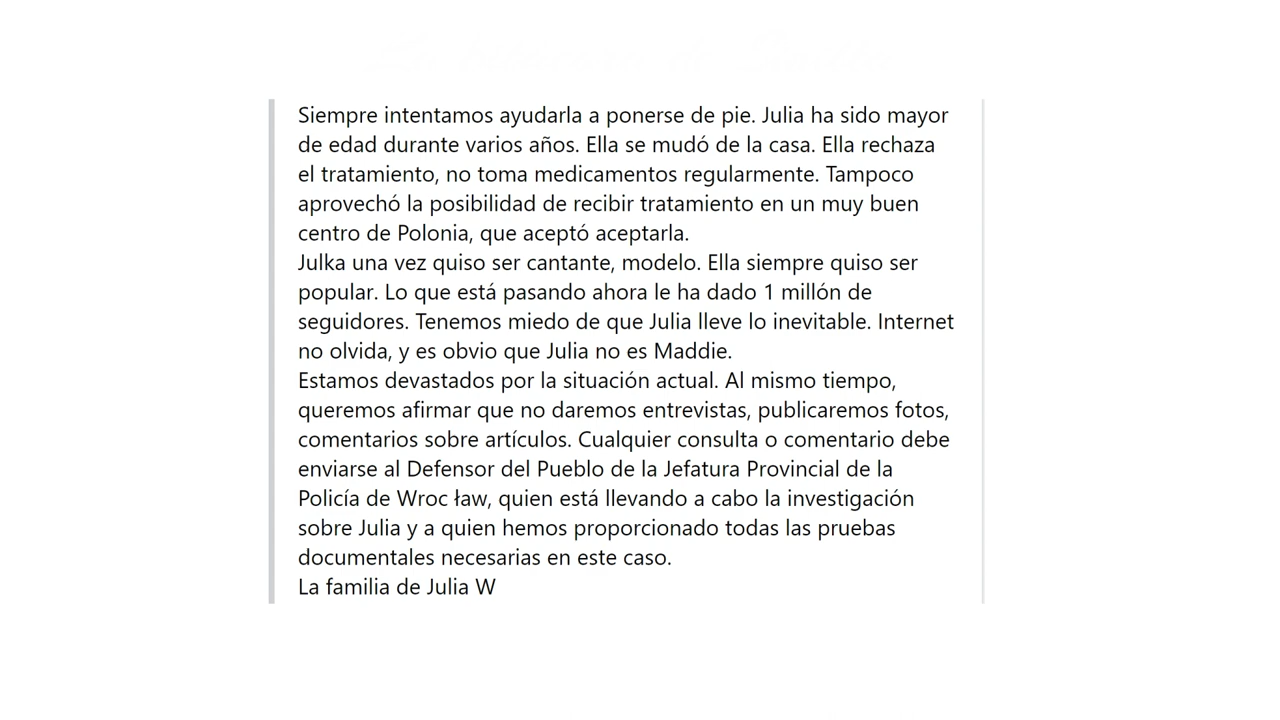 Siempre intentamos ayudarla a ponerse de pie. Julia ha sido mayor
de edad durante varios años. Ella se mudó de la casa. Ella rechaza
el tratamiento, no toma medicamentos regularmente. Tampoco
aprovechó la posibilidad de recibir tratamiento en un muy buen
centro de Polonia, que aceptó aceptarla.
Julka una vez quiso ser cantante, modelo. Ella siempre quiso ser
popular. Lo que está pasando ahora le ha dado 1 millón de
seguidores. Tenemos miedo de que Julia lleve lo inevitable. Internet
no olvida, y es obvio que Julia no es Maddie.
Estamos devastados por la situación actual. Al mismo tiempo,
queremos afirmar que no daremos entrevistas, publicaremos fotos,
comentarios sobre artículos. Cualquier consulta o comentario debe
enviarse al Defensor del Pueblo de la Jefatura Provincial de la
Policía de Wroc ław, quien está llevando a cabo la investigación
sobre Julia y a quien hemos proporcionado todas las pruebas
documentales necesarias en este caso.
La familia de Julia W